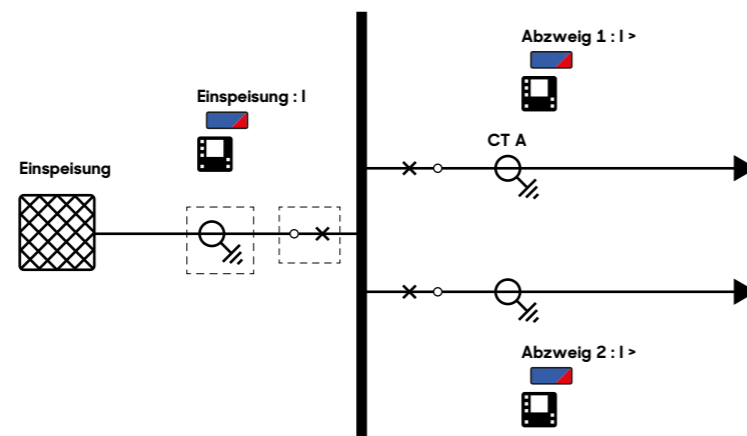 Abzweig 1 : I >
Einspeisung : I
CT A
Einspeisung
Abzweig 2 : I >